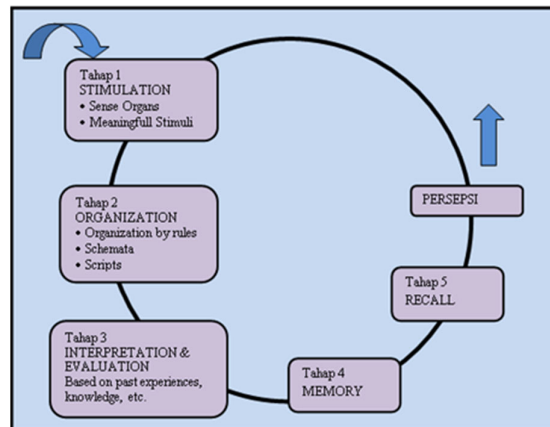 Tahap 1
STIMULATION
• Sense Organs
• Meaningfull Stimuli
Tahap 2
ORGANIZATION
• Organization by rules
• Schemata
• Scripts
Tahap 3
INTERPRETATION &
EVALUATION
Based on past experiences,
knowledge, etc.
Tahap 4
MEMORY
Tahap 5
RECALL
PERSEPSI